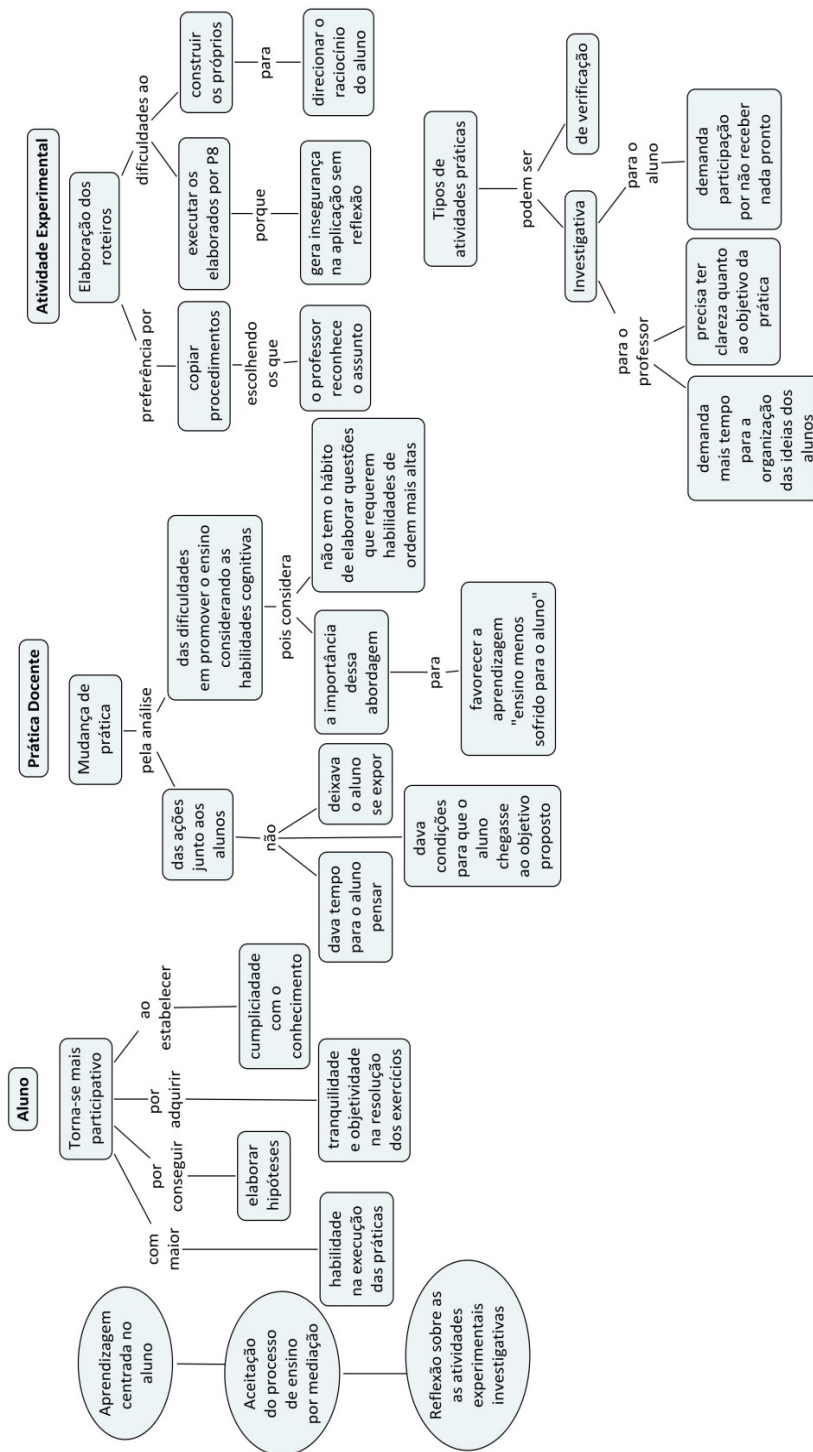 Aprendizagem
centrada no
aluno
Aceitação
do processo
de ensino
por mediação
Reflexão sobre
as atividades
experimentais
investigativas
Aluno
Torna-se mais
participativo
com
maior
habilidade
na execução
das práticas
por
conseguir
elaborar
hipóteses
por
adquirir
tranquilidade
e objetividade
na resolução
dos exercícios
ao
estabelecer
cumpliciadade
com o
conhecimento
Prática Docente
Mudança de
prática
pela análise
das ações
junto aos
alunos
não
dava tempo
para o aluno
pensar
dava
condições
para que o
aluno
chegasse
ao objetivo
proposto
deixava
o aluno
se expor
das dificuldades
em promover o ensino
considerando as
habilidades cognitivas
pois considera
a importância
dessa
abordagem
para
favorecer a
aprendizagem
"ensino menos
sofrido para o aluno"
não tem o hábito
de elaborar questões
que requerem
habilidades de
ordem mais altas
Atividade Experimental
Elaboração dos
roteiros
preferência por
copiar
procedimentos
escolhendo
os que
o professor
reconhece
o assunto
dificuldades ao
executar os
elaborados por P8
porque
gera insegurança
na aplicação sem
reflexão
construir
os próprios
para
direcionar o
raciocínio
do aluno
Tipos de
atividades práticas
podem ser
Investigativa
de verificação
para o
professor
demanda
mais tempo
para a
organização
das ideias dos
alunos
precisa ter
clareza quanto
ao objetivo da
prática
para o
aluno
demanda
participação
por não receber
nada pronto